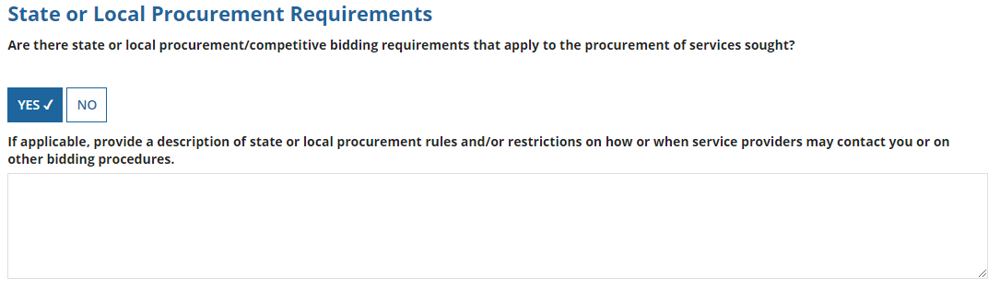 State or Local Procurement Requirements
Are there state or local procurement/competitive bidding requirements that apply to the procurement of services sought?
YES ✓ NO
If applicable, provide a description of state or local procurement rules and/or restrictions on how or when service providers may contact you or on
other bidding procedures.